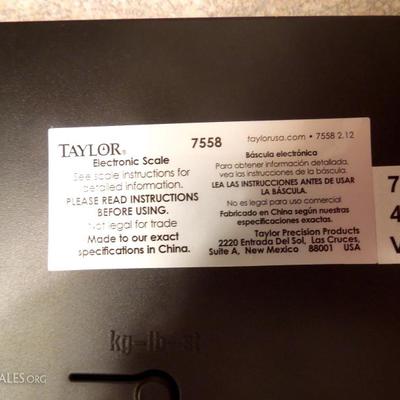 TAYLOR® 7558 taylorusa.com • 7558 2.12
Electronic Scale
See scale instructions for
detailed information.
PLEASE READ INSTRUCTIONS
BEFORE USING.
Not legal for trade
Made to our exact
specifications in China.
Báscula electrónica
Para obtener información detallada,
vea las instrucciones de la báscula.
LEA LAS INSTRUCCIONES ANTES DE USAR
LA BÁSCULA.
No es legal para uso comercial
Fabricado en China según nuestras
especificaciones exactas.
Taylor Precision Products
2220 Entrada Del Sol, Las Cruces,
Suite A, New Mexico 88001 USA
7
4
V
kg-lb-st
ALES.ORG